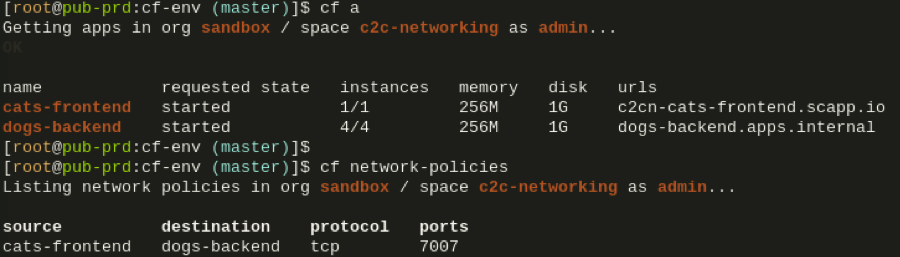 [root@pub-prd:cf-env (master)]$ cf a
Getting apps in org sandbox / space c2c-networking as admin...
OK
name requested state instances memory disk urls
cats-frontend started 1/1 256M 1G c2cn-cats-frontend.scapp.io
dogs-backend started 4/4 256M 1G dogs-backend.apps.internal
[root@pub-prd:cf-env (master)]$
[root@pub-prd:cf-env (master)]$ cf network-policies
Listing network policies in org sandbox / space c2c-networking as admin...
source destination protocol ports
cats-frontend dogs-backend tcp 7007